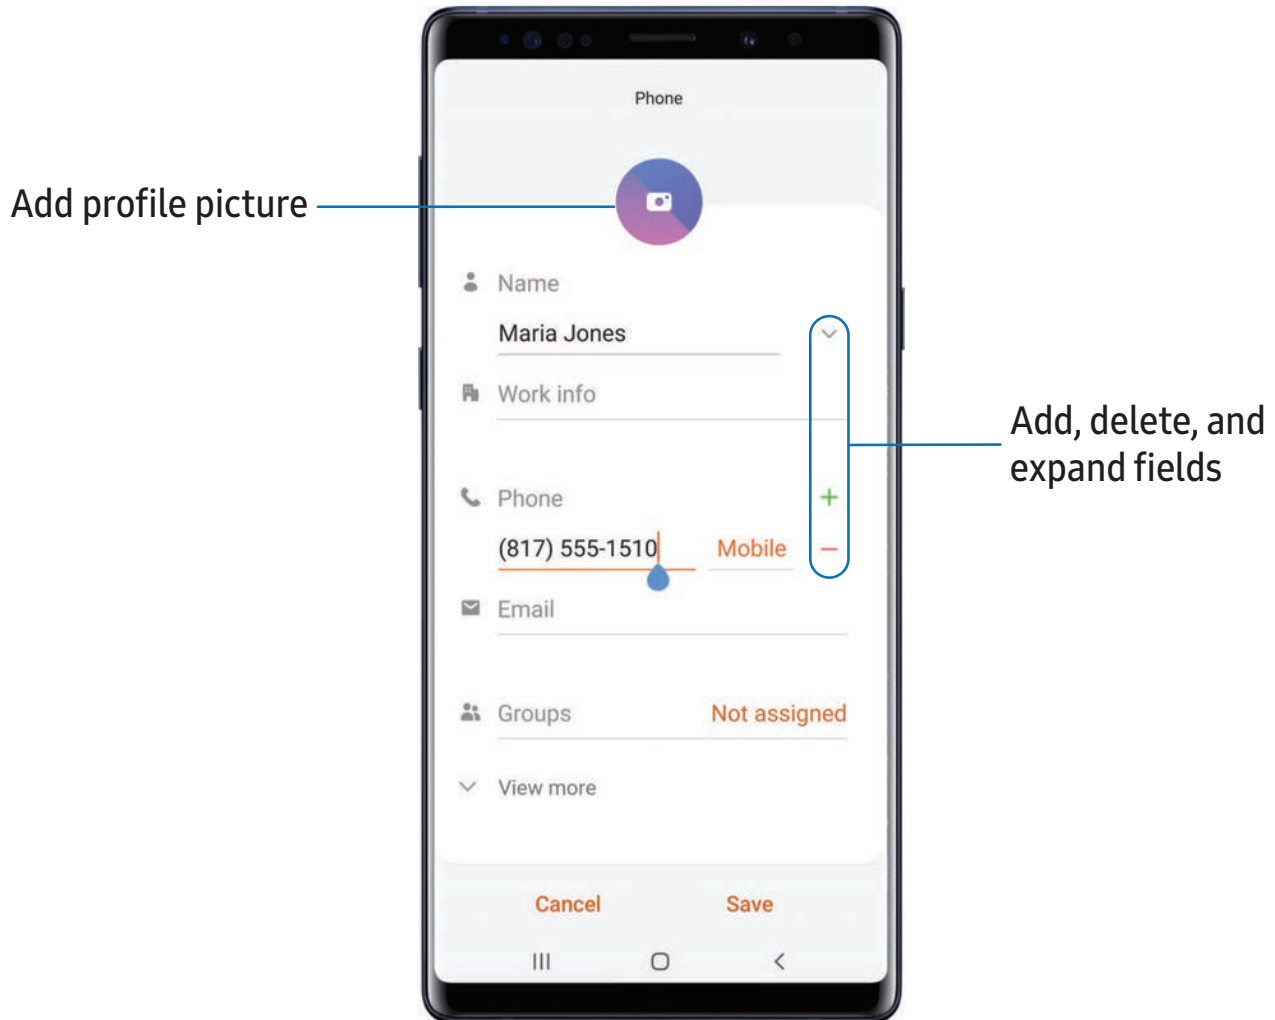 Phone
Add profile picture
Name
Maria Jones
Work info
Add, delete, and
expand fields
Phone
(817) 555-1510 Mobile
Email
Groups Not assigned
View more
Cancel Save